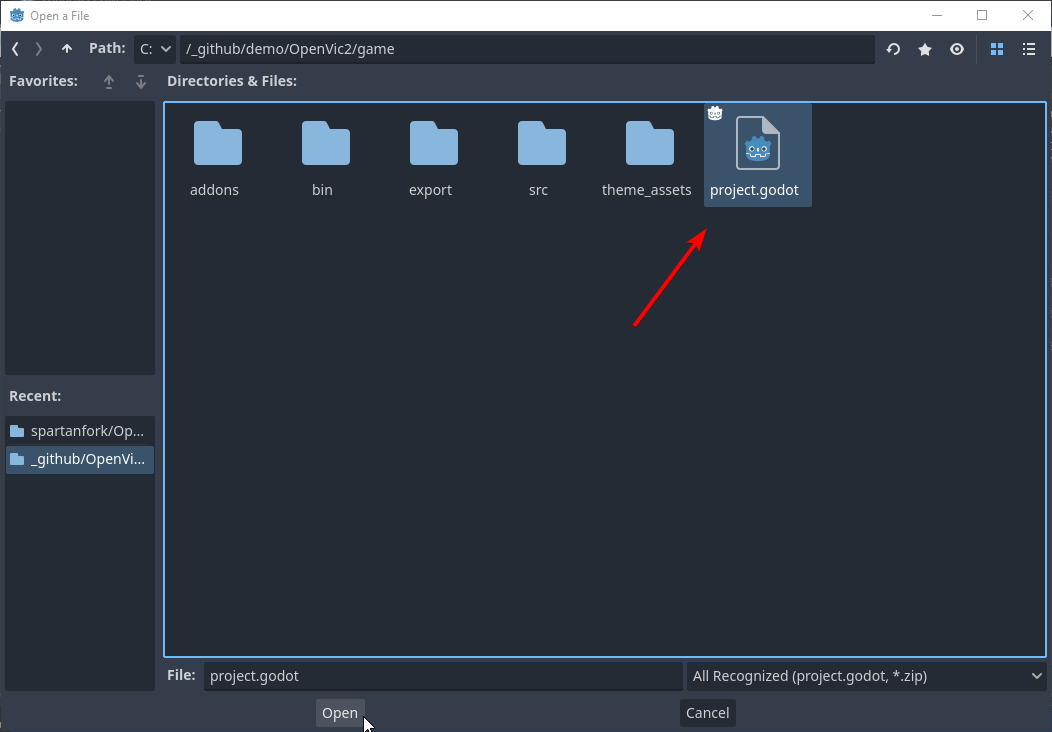 Open a File
Path: C: /_github/demo/OpenVic2/game
Favorites: Directories & Files:
addons bin export src theme_assets project.godot
Recent:
spartanfork/Op...
_github/OpenVi...
File: project.godot All Recognized (project.godot, *.zip)
Open Cancel